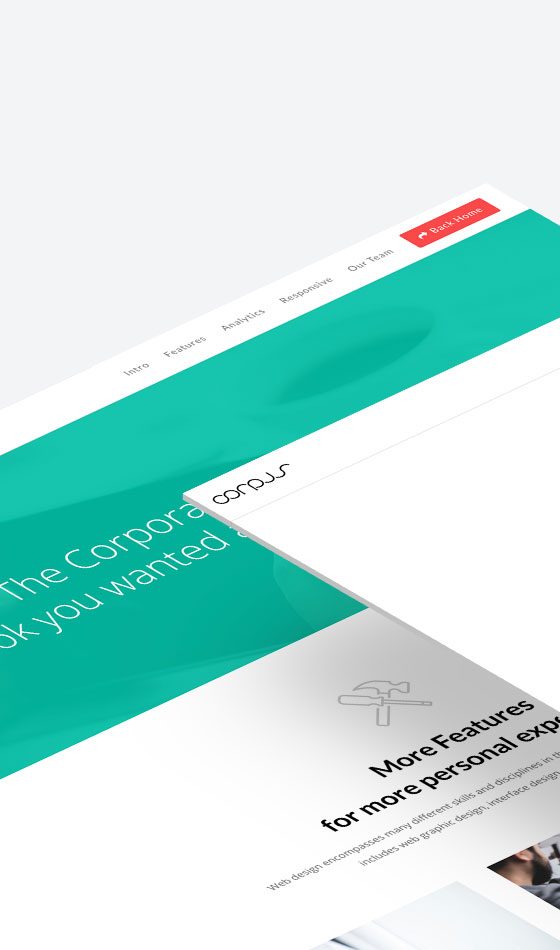 Intro Features Analytics Responsive Our Team Back Home
corpus
The Corpora
ok you wanted a
More Features
for more personal expe
Web design encompasses many different skills and disciplines in th
includes web graphic design, interface design